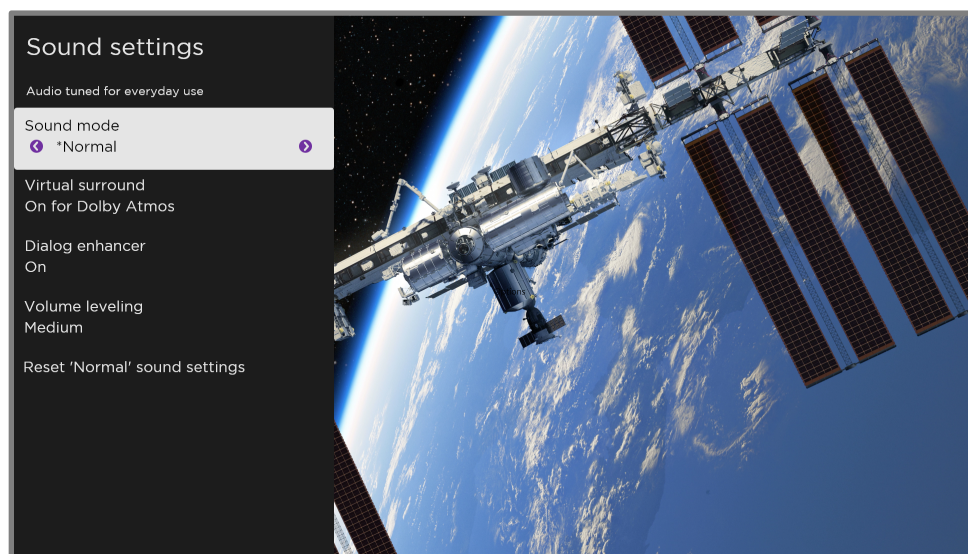 Sound settings
Audio tuned for everyday use
Sound mode
*Normal
Virtual surround
On for Dolby Atmos
Dialog enhancer
On
Volume leveling
Medium
Reset 'Normal' sound settings